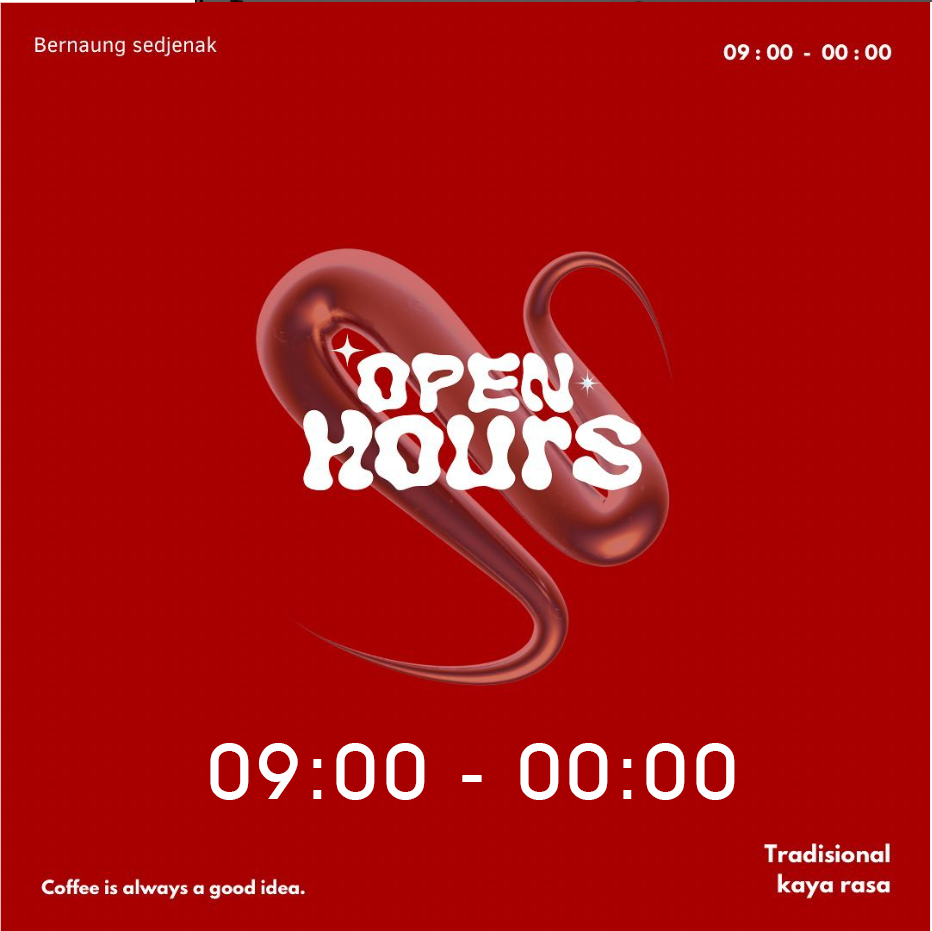 Bernaung sedjenak
09:00 - 00:00
OPEN
HOurS
09:00 - 00:00
Tradisional
kaya rasa
Coffee is always a good idea.